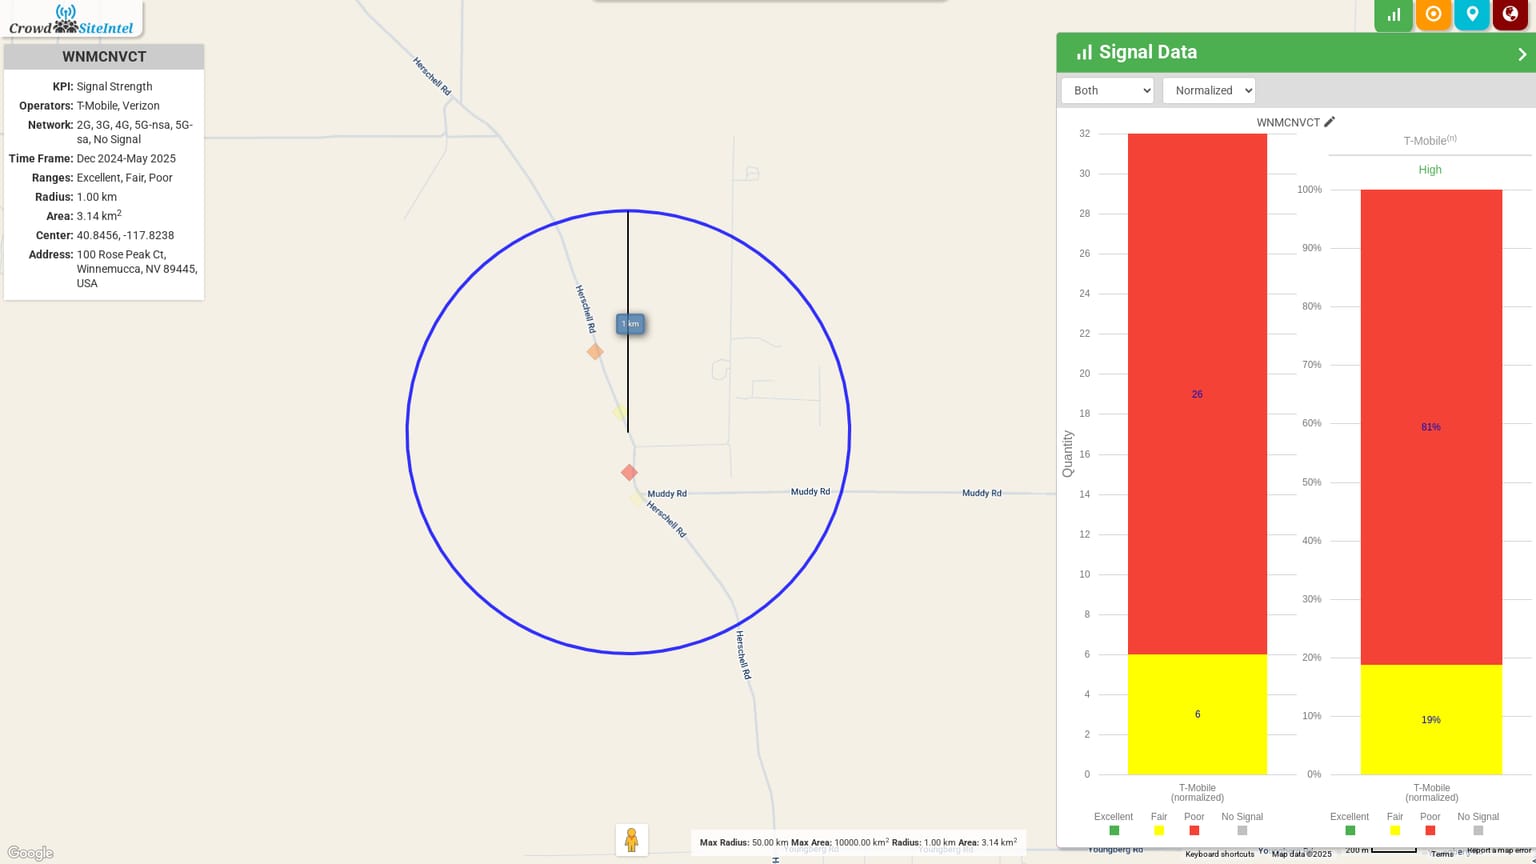 CrowdSiteIntel
WNMCNVCT
KPI: Signal Strength
Operators: T-Mobile, Verizon
Network: 2G, 3G, 4G, 5G-nsa, 5G-
sa, No Signal
Time Frame: Dec 2024-May 2025
Ranges: Excellent, Fair, Poor
Radius: 1.00 km
Area: 3.14 km²
Center: 40.8456, -117.8238
Address: 100 Rose Peak Ct,
Winnemucca, NV 89445,
USA
Herschell Rd
Herschell Rd
1 km
Muddy Rd
Muddy Rd
Muddy Rd
Herschell Rd
Herschell Rd
H
Youngberg Rd
Youngberg Rd
Google
Max Radius: 50.00 km Max Area: 10000.00 km² Radius: 1.00 km Area: 3.14 km²
Signal Data
Both
Normalized
WNMCNVCT
32
30
28
26
24
22
20
18
16
14
12
10
8
6
4
2
0
Quantity
26
6
T-Mobile
(normalized)
Excellent
Fair
Poor
No Signal
T-Mobile(n)
High
100%
90%
80%
70%
60%
50%
40%
30%
20%
10%
0%
81%
19%
T-Mobile
(normalized)
Excellent
Fair
Poor
No Signal
Youngberg Rd
200 m
Keyboard shortcuts
Map data ©2025
Terms
Report a map error